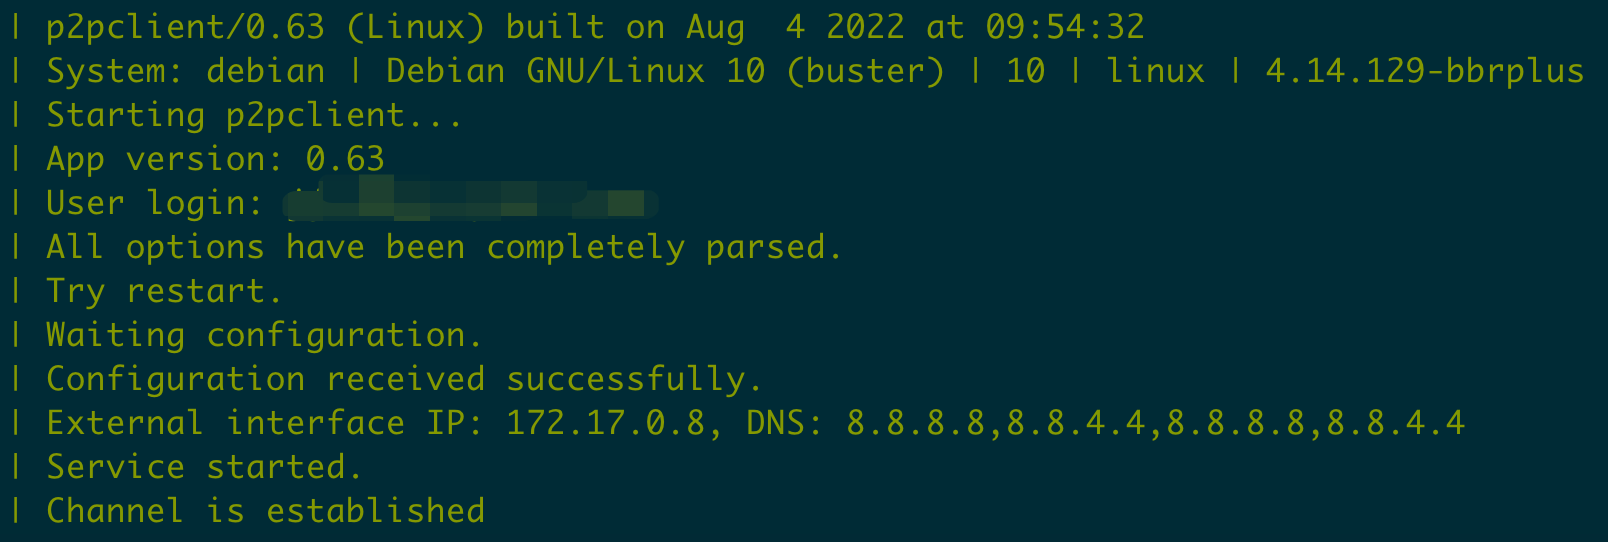 | p2pclient/0.63 (Linux) built on Aug  4 2022 at 09:54:32
| System: debian | Debian GNU/Linux 10 (buster) | 10 | linux | 4.14.129-bbrplus
| Starting p2pclient...
| App version: 0.63
| User login:
| All options have been completely parsed.
| Try restart.
| Waiting configuration.
| Configuration received successfully.
| External interface IP: 172.17.0.8, DNS: 8.8.8.8,8.8.4.4,8.8.8.8,8.8.4.4
| Service started.
| Channel is established